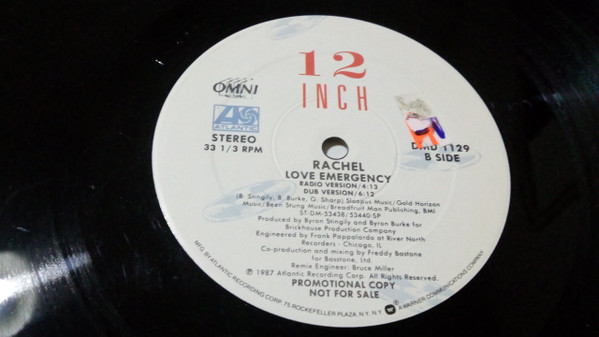 12
INCH
OMNI
ATLANTIC
STEREO
33 1/3 RPM
DMD 1129
B SIDE
RACHEL
LOVE EMERGENCY
RADIO VERSION/4:13
DUB VERSION/6:12
(B. Stingily, B. Burke, G. Sharp) Slaopus Music/Gold Horizon
Music/Been Stung Music/Breadfruit Man Publishing, BMI
ST-DM-53438/53440-SP
Produced by Byron Stingily and Byron Burke for
Brickhouse Production Company
Engineered by Frank Pappalardo at River North
Recorders - Chicago, IL
Co-production and mixing by Freddy Bastone
for Basstone, Ltd.
Remix Engineer: Bruce Miller
℗ 1987 Atlantic Recording Corp. All Rights Reserved.
PROMOTIONAL COPY
NOT FOR SALE
MFG. BY ATLANTIC RECORDING CORP. 75 ROCKEFELLER PLAZA, N.Y. N.Y. A WARNER COMMUNICATIONS COMPANY